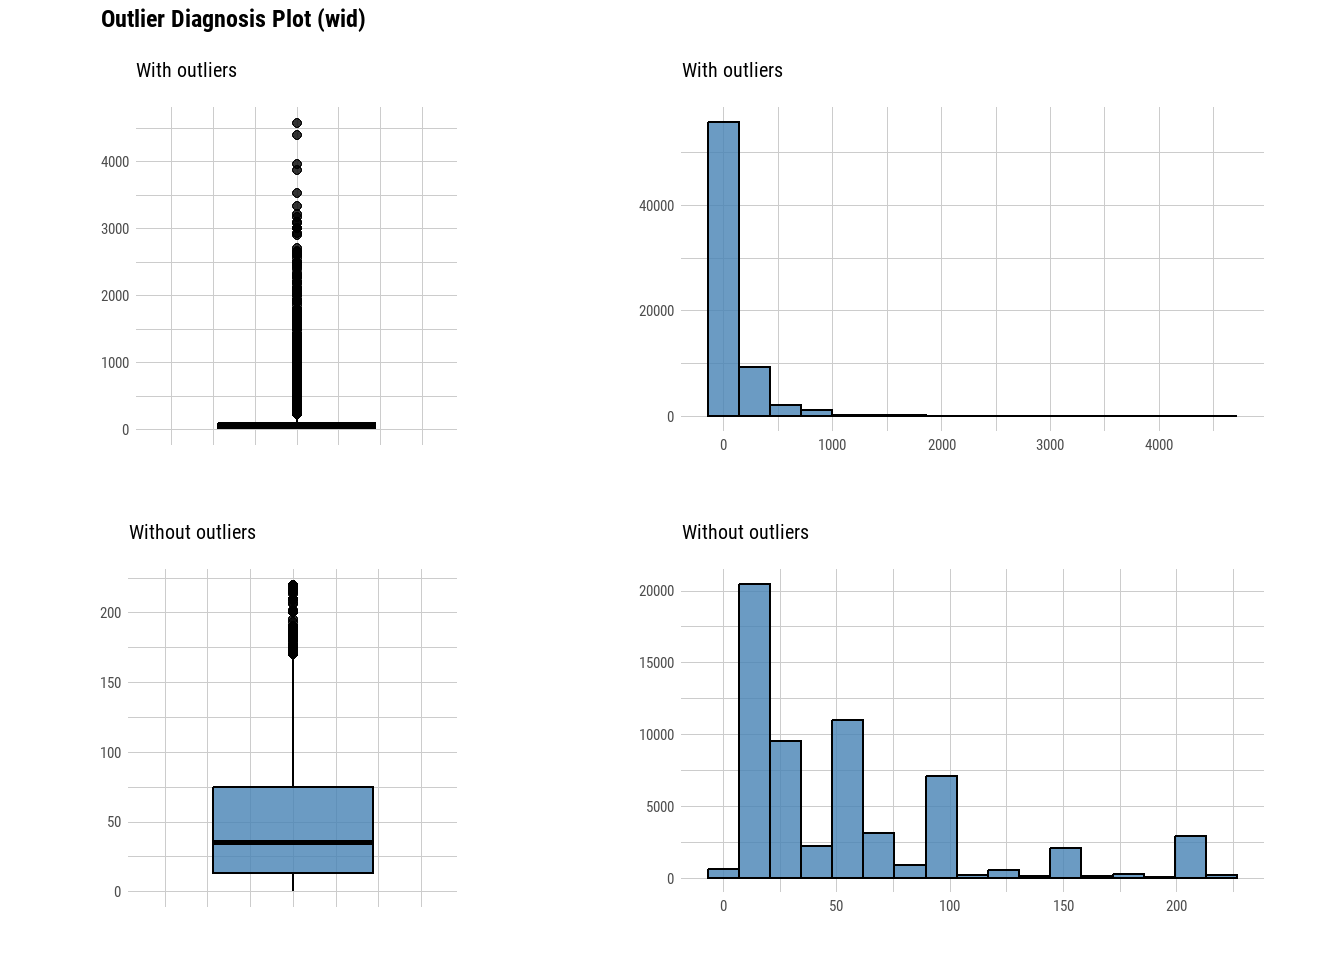 Outlier Diagnosis Plot (wid)
With outliers
4000
3000
2000
1000
0
With outliers
40000
20000
0
0 1000 2000 3000 4000
Without outliers
200
150
100
50
0
Without outliers
20000
15000
10000
5000
0
0 50 100 150 200